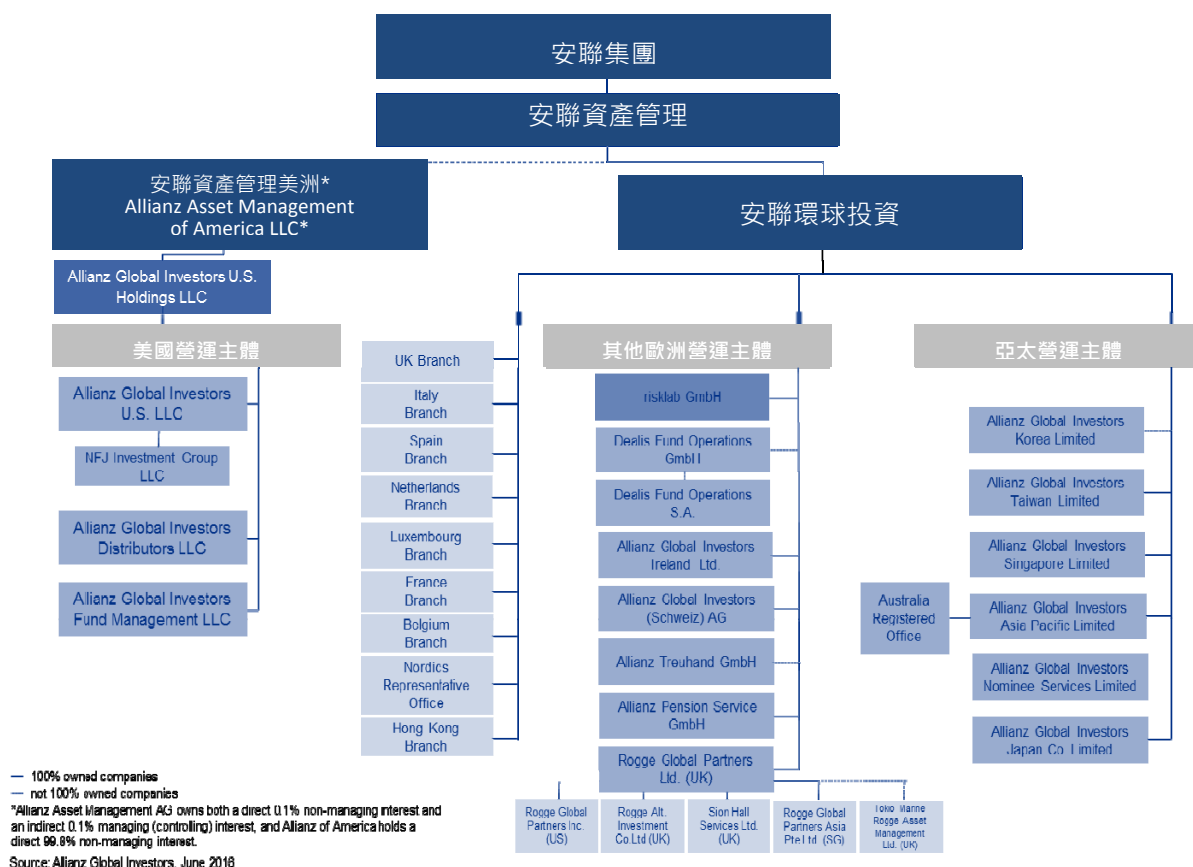 安聯集團
安聯資產管理
安聯資產管理美洲*
Allianz Asset Management
of America LLC*
安聯環球投資
Allianz Global Investors U.S.
Holdings LLC
美國營運主體
Allianz Global Investors
U.S. LLC
NFJ Investment Group
LLC
Allianz Global Investors
Distributors LLC
Allianz Global Investors
Fund Management LLC
UK Branch
Italy
Branch
Spain
Branch
Netherlands
Branch
Luxembourg
Branch
France
Branch
Belgium
Branch
Nordics
Representative
Office
Hong Kong
Branch
其他歐洲營運主體
risklab GmbH
Dealis Fund Operations
GmbH
Dealis Fund Operations
S.A.
Allianz Global Investors
Ireland Ltd.
Allianz Global Investors
(Schweiz) AG
Allianz Treuhand GmbH
Allianz Pension Service
GmbH
Rogge Global Partners
Ltd. (UK)
Rogge Global
Partners Inc.
(US)
Rogge Alt.
Investment
Co.Ltd (UK)
Sion Hall
Services Ltd.
(UK)
Rogge Global
Partners Asia
Pte Ltd. (SG)
Tokio Marine
Rogge Asset
Management
Ltd. (UK)
亞太營運主體
Allianz Global Investors
Korea Limited
Allianz Global Investors
Taiwan Limited
Allianz Global Investors
Singapore Limited
Australia
Registered
Office
Allianz Global Investors
Asia Pacific Limited
Allianz Global Investors
Nominee Services Limited
Allianz Global Investors
Japan Co. Limited
— 100% owned companies
— not 100% owned companies
*Allianz Asset Management AG owns both a direct 0.1% non-managing interest and
an indirect 0.1% managing (controlling) interest, and Allianz of America holds a
direct 99.8% non-managing interest.
Source: Allianz Global Investors, June 2016